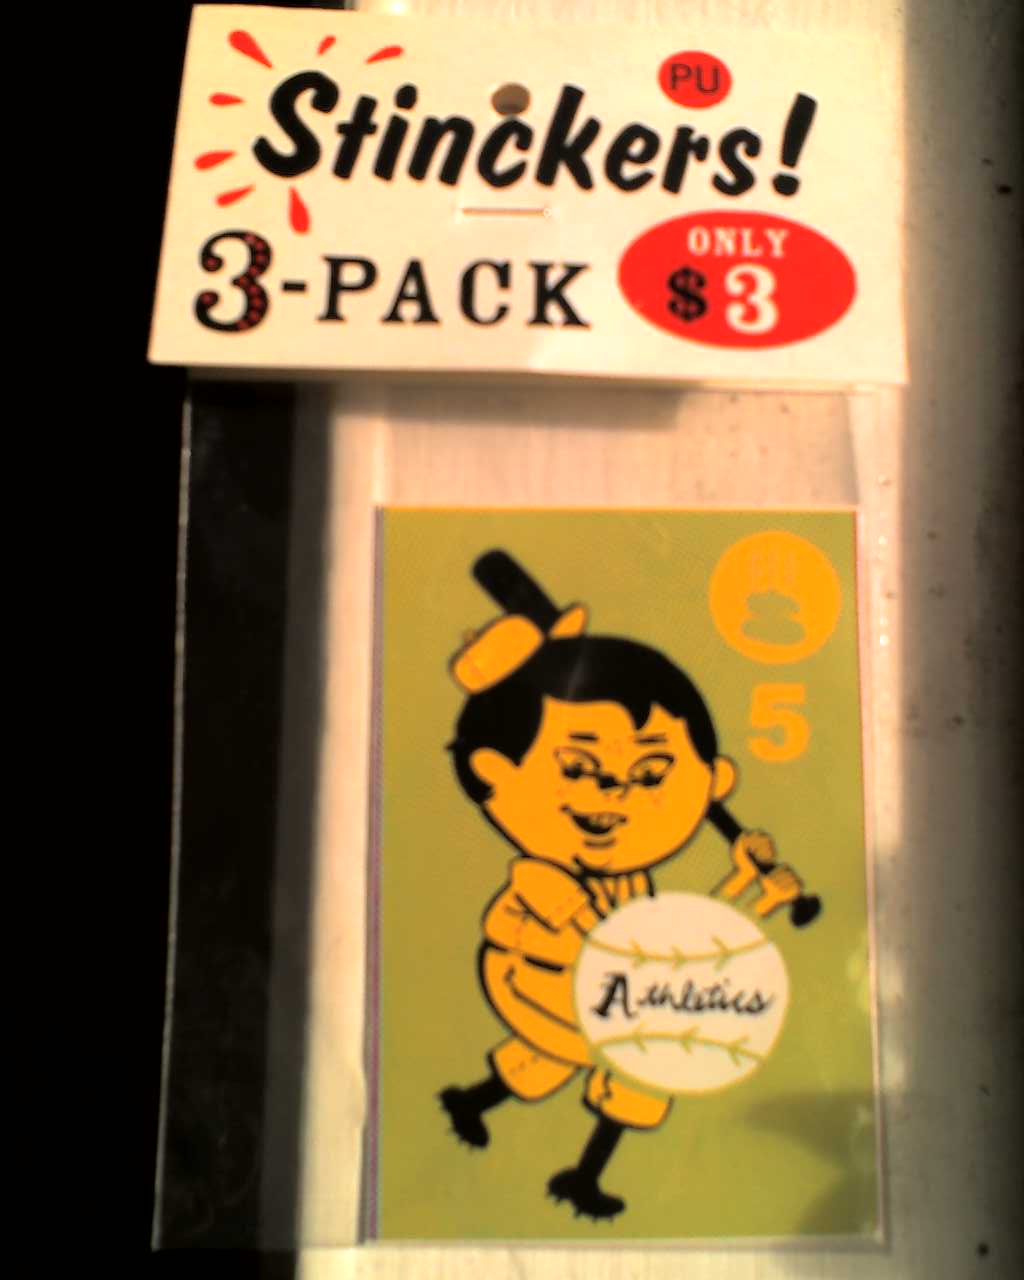 PU
Stinckers!
3-PACK
ONLY
$3
5
Athletics